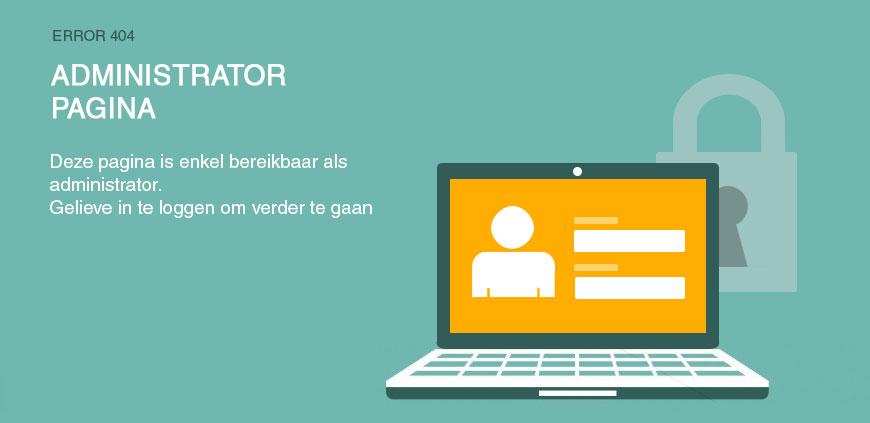 ERROR 404
ADMINISTRATOR
PAGINA
Deze pagina is enkel bereikbaar als
administrator.
Gelieve in te loggen om verder te gaan